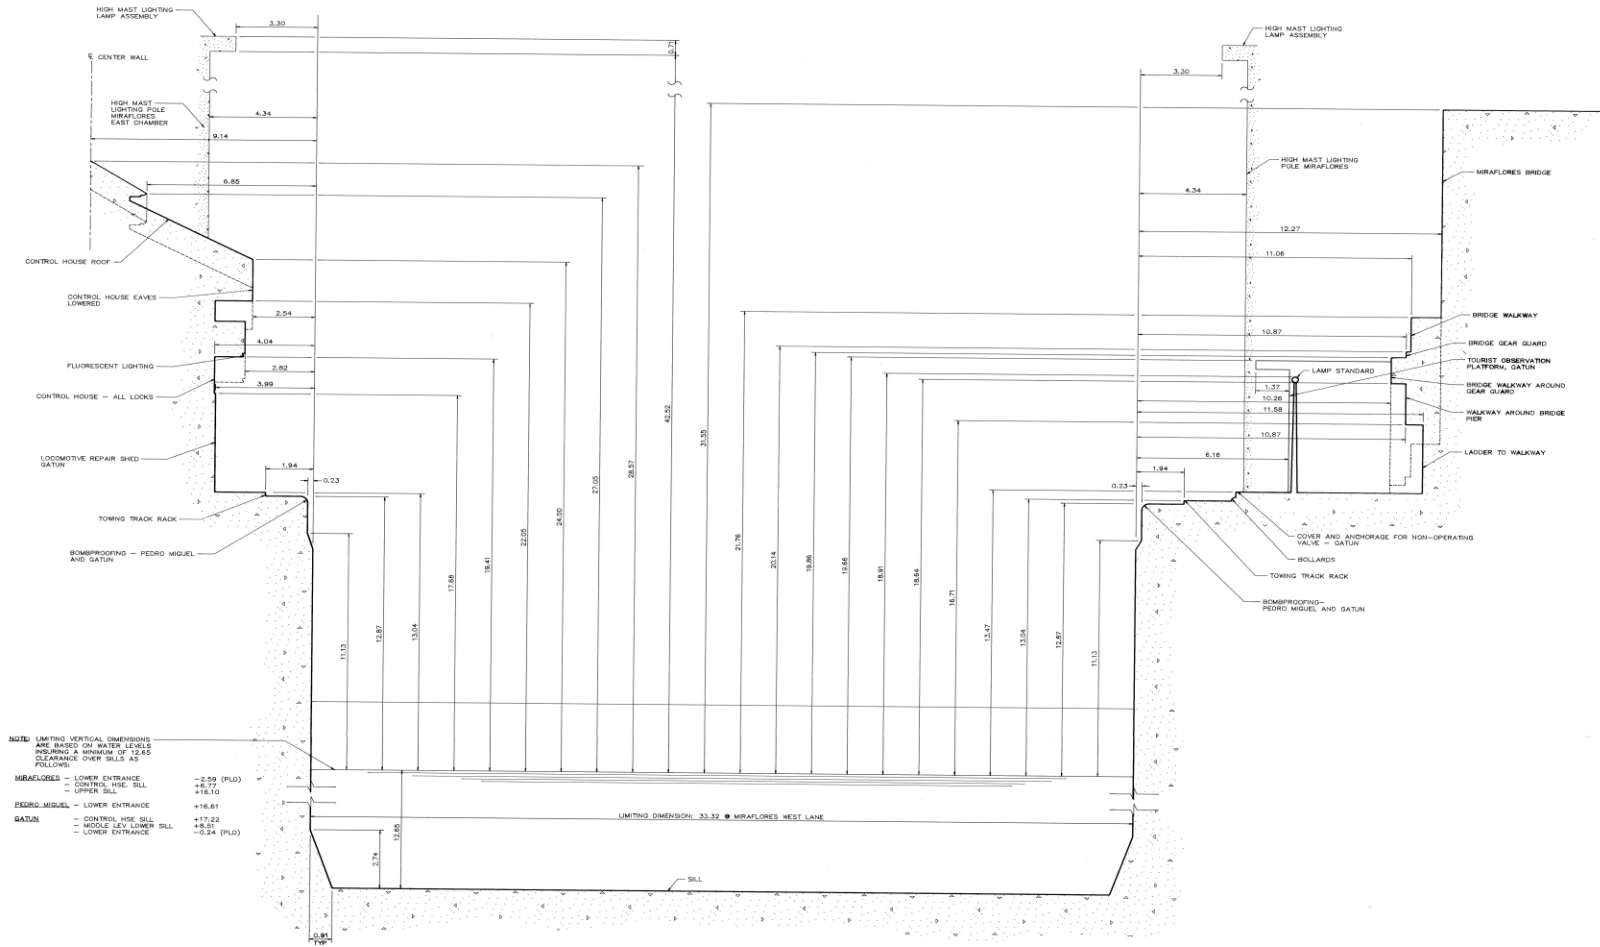 HIGH MAST LIGHTING
LAMP ASSEMBLY
3.30
℄ CENTER WALL
0.71
HIGH MAST LIGHTING
LAMP ASSEMBLY
3.30
HIGH MAST
LIGHTING POLE
MIRAFLORES
EAST CHAMBER
4.34
9.14
6.85
HIGH MAST LIGHTING
POLE MIRAFLORES
MIRAFLORES BRIDGE
4.34
12.27
11.06
CONTROL HOUSE ROOF
CONTROL HOUSE EAVES
LOWERED
2.54
4.04
FLUORESCENT LIGHTING
2.82
3.99
CONTROL HOUSE - ALL LOCKS
LOCOMOTIVE REPAIR SHED
GATUN
1.94
0.23
TOWING TRACK RACK
BOMBPROOFING - PEDRO MIGUEL
AND GATUN
BRIDGE WALKWAY
10.87
BRIDGE GEAR GUARD
TOURIST OBSERVATION
PLATFORM, GATUN
LAMP STANDARD
1.37
BRIDGE WALKWAY AROUND
GEAR GUARD
10.26
11.58
WALKWAY AROUND BRIDGE
PIER
10.87
LADDER TO WALKWAY
6.16
1.94
0.23
COVER AND ANCHORAGE FOR NON-OPERATING
VALVE - GATUN
BOLLARDS
TOWING TRACK RACK
BOMBPROOFING-
PEDRO MIGUEL AND GATUN
11.13
12.87
13.04
17.68
19.41
22.05
24.00
27.05
28.57
42.52
31.55
21.76
20.14
19.86
19.66
18.91
18.64
16.71
13.47
13.04
12.87
11.13
NOTE: LIMITING VERTICAL DIMENSIONS
ARE BASED ON WATER LEVELS
INSURING A MINIMUM OF 12.65
CLEARANCE OVER SILLS AS
FOLLOWS:
MIRAFLORES - LOWER ENTRANCE -2.59 (PLD)
- CONTROL HSE. SILL +6.77
- UPPER SILL +16.10
PEDRO MIGUEL - LOWER ENTRANCE +16.61
GATUN - CONTROL HSE SILL +17.22
- MIDDLE LEV LOWER SILL +8.51
- LOWER ENTRANCE -0.24 (PLD)
LIMITING DIMENSION: 33.32 @ MIRAFLORES WEST LANE
12.65
2.74
SILL
0.91
TYP